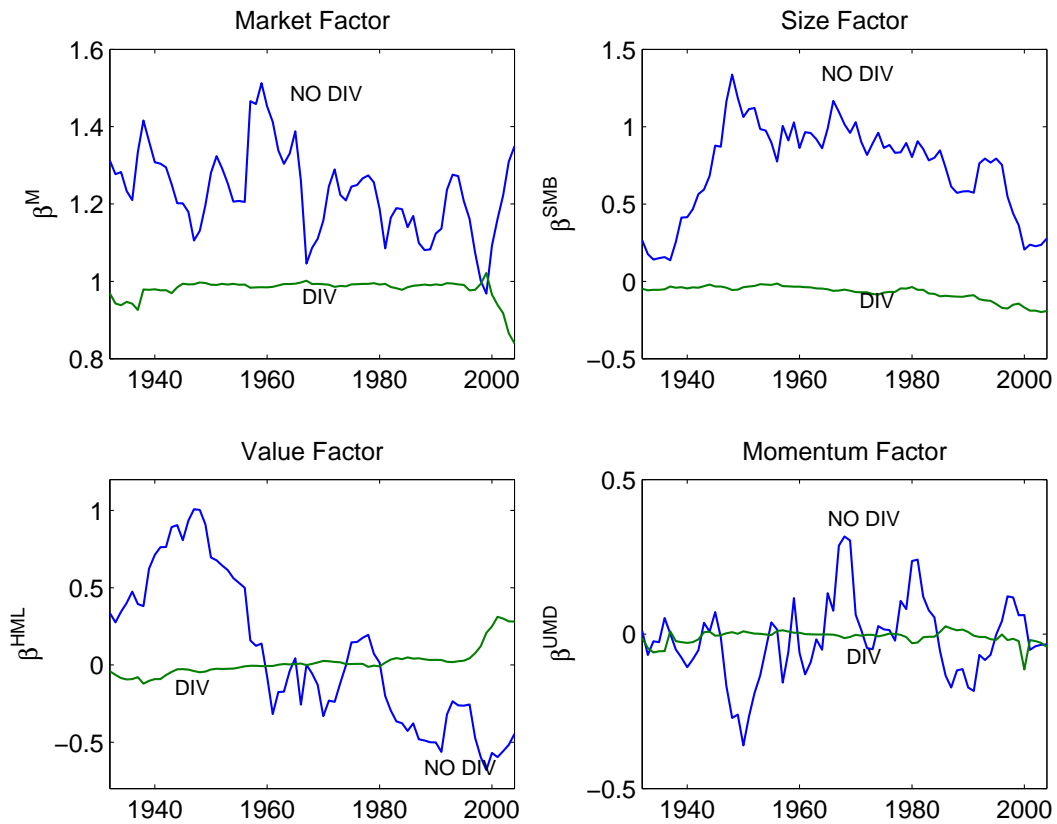 Market Factor
Size Factor
1.6
1.4
1.2
1
0.8
β^M
NO DIV
DIV
1940
1960
1980
2000
1.5
1
0.5
0
−0.5
β^SMB
NO DIV
DIV
1940
1960
1980
2000
Value Factor
Momentum Factor
1
0.5
0
−0.5
β^HML
DIV
NO DIV
1940
1960
1980
2000
0.5
0
−0.5
β^UMD
NO DIV
DIV
1940
1960
1980
2000